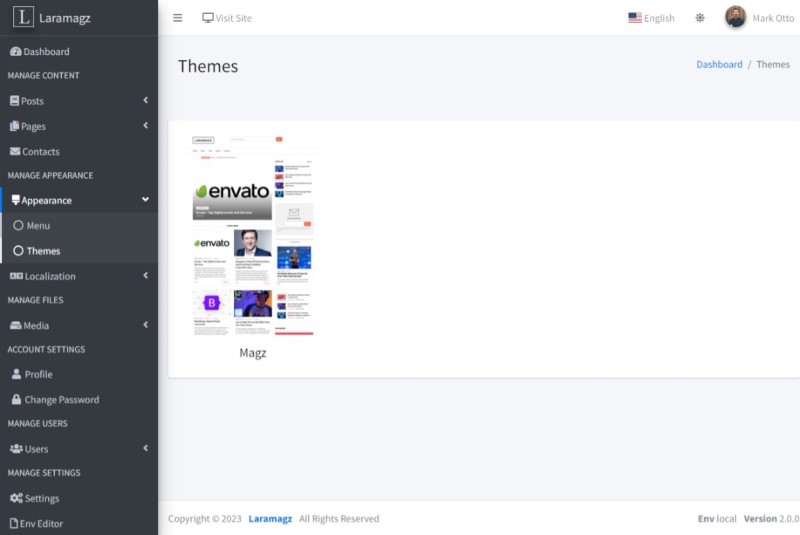 L Laramagz
Visit Site
English
Mark Otto
Dashboard
MANAGE CONTENT
Posts
Pages
Contacts
MANAGE APPEARANCE
Appearance
Menu
Themes
Localization
MANAGE FILES
Media
ACCOUNT SETTINGS
Profile
Change Password
MANAGE USERS
Users
MANAGE SETTINGS
Settings
Env Editor
Themes
Dashboard / Themes
LARAMAGZ
envato
envato
B
Magz
Copyright © 2023 Laramagz All Rights Reserved
Env local Version 2.0.0